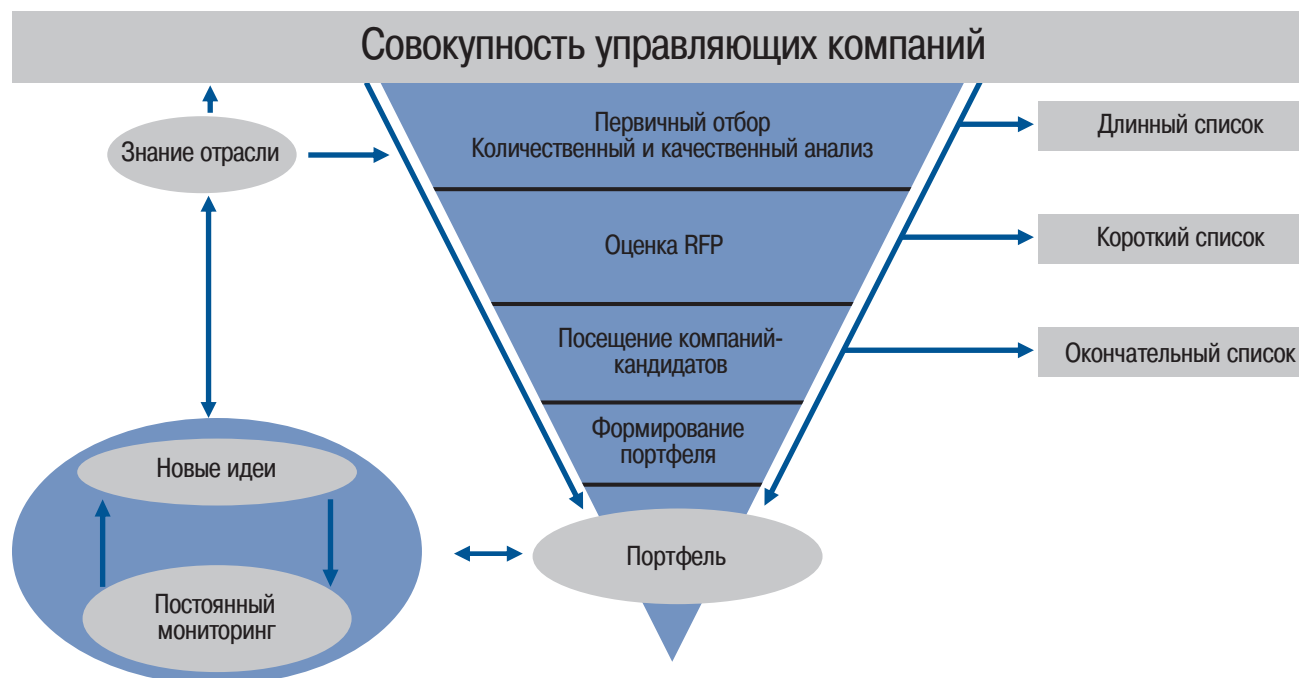 Совокупность управляющих компаний
Знание отрасли
Первичный отбор
Количественный и качественный анализ
Длинный список
Оценка RFP
Короткий список
Посещение компаний-
кандидатов
Окончательный список
Формирование
портфеля
Новые идеи
Портфель
Постоянный
мониторинг